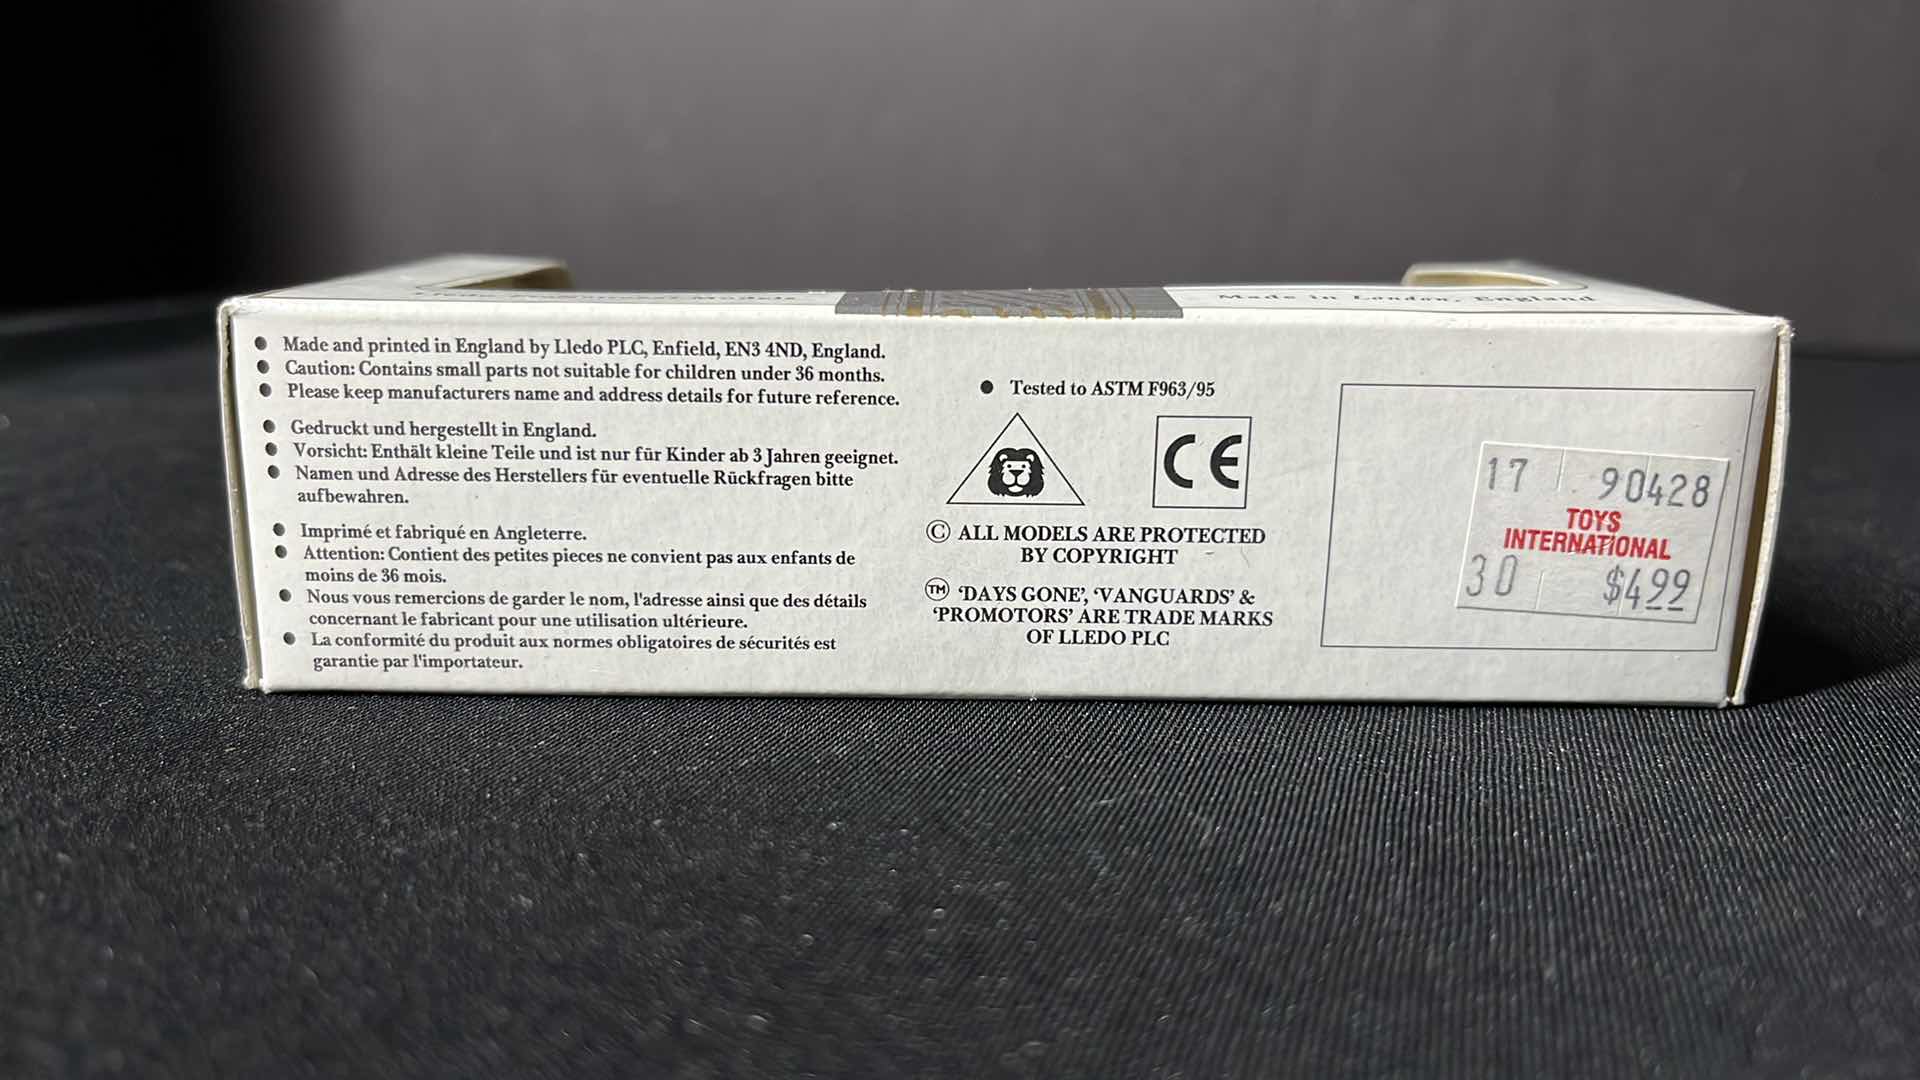 Lledo Promotional Models
Made in London, England
● Made and printed in England by Lledo PLC, Enfield, EN3 4ND, England.
● Caution: Contains small parts not suitable for children under 36 months.
● Please keep manufacturers name and address details for future reference.
● Gedruckt und hergestellt in England.
● Vorsicht: Enthält kleine Teile und ist nur für Kinder ab 3 Jahren geeignet.
● Namen und Adresse des Herstellers für eventuelle Rückfragen bitte
aufbewahren.
● Imprimé et fabriqué en Angleterre.
● Attention: Contient des petites pieces ne convient pas aux enfants de
moins de 36 mois.
● Nous vous remercions de garder le nom, l'adresse ainsi que des détails
concernant le fabricant pour une utilisation ultérieure.
● La conformité du produit aux normes obligatoires de sécurités est
garantie par l'importateur.
● Tested to ASTM F963/95
CE
© ALL MODELS ARE PROTECTED
BY COPYRIGHT
™ ‘DAYS GONE’, ‘VANGUARDS’ &
‘PROMOTORS’ ARE TRADE MARKS
OF LLEDO PLC
17 90428
TOYS
INTERNATIONAL
30 $4.99